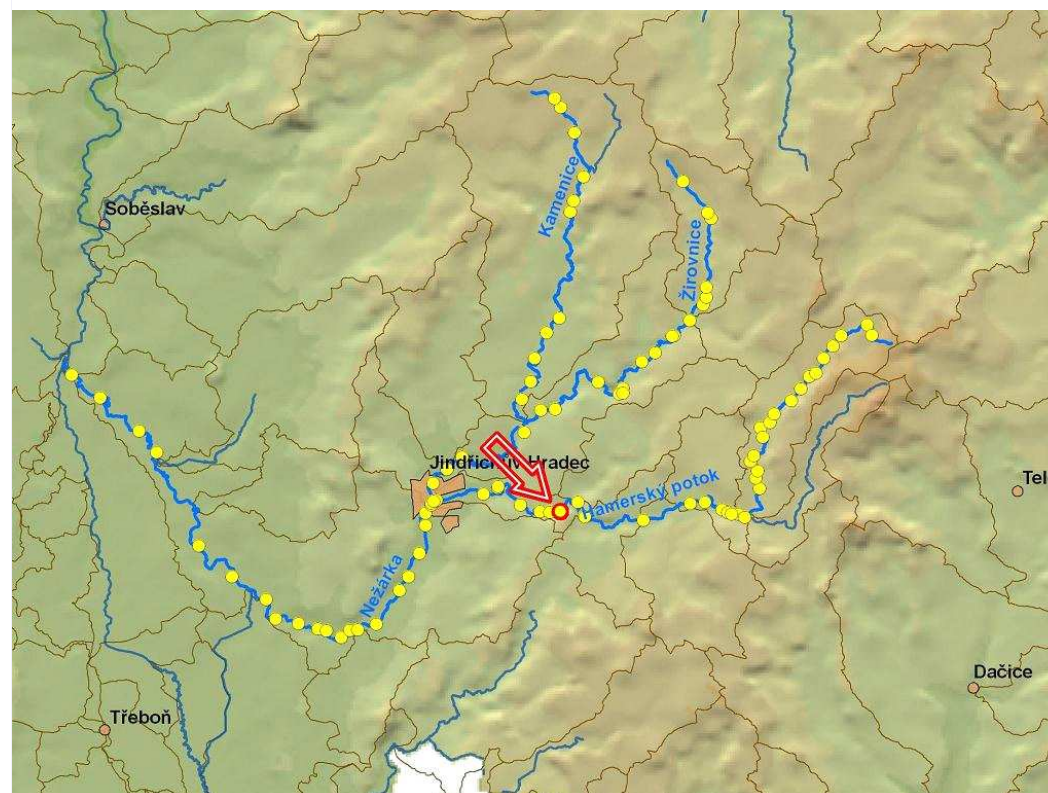 Kamenice
Soběslav
Žirovnice
Jindřichův Hradec
Tel
Hamerský potok
Nežárka
Dačice
Třeboň